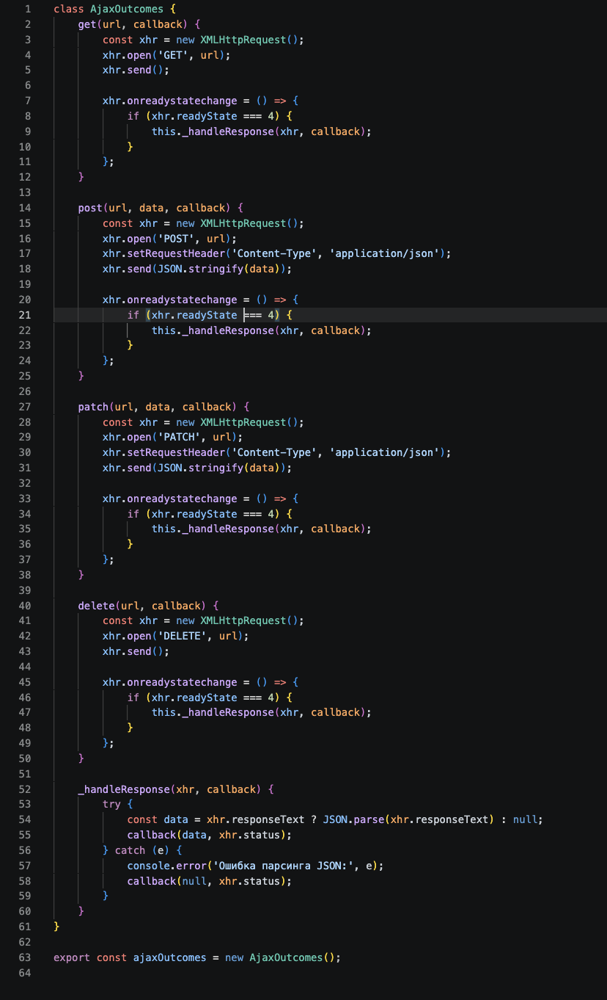 1 class AjaxOutcomes {
2 get(url, callback) {
3 const xhr = new XMLHttpRequest();
4 xhr.open('GET', url);
5 xhr.send();
6
7 xhr.onreadystatechange = () => {
8 if (xhr.readyState === 4) {
9 this._handleResponse(xhr, callback);
10 }
11 };
12 }
13
14 post(url, data, callback) {
15 const xhr = new XMLHttpRequest();
16 xhr.open('POST', url);
17 xhr.setRequestHeader('Content-Type', 'application/json');
18 xhr.send(JSON.stringify(data));
19
20 xhr.onreadystatechange = () => {
21 if (xhr.readyState === 4) {
22 this._handleResponse(xhr, callback);
23 }
24 };
25 }
26
27 patch(url, data, callback) {
28 const xhr = new XMLHttpRequest();
29 xhr.open('PATCH', url);
30 xhr.setRequestHeader('Content-Type', 'application/json');
31 xhr.send(JSON.stringify(data));
32
33 xhr.onreadystatechange = () => {
34 if (xhr.readyState === 4) {
35 this._handleResponse(xhr, callback);
36 }
37 };
38 }
39
40 delete(url, callback) {
41 const xhr = new XMLHttpRequest();
42 xhr.open('DELETE', url);
43 xhr.send();
44
45 xhr.onreadystatechange = () => {
46 if (xhr.readyState === 4) {
47 this._handleResponse(xhr, callback);
48 }
49 };
50 }
51
52 _handleResponse(xhr, callback) {
53 try {
54 const data = xhr.responseText ? JSON.parse(xhr.responseText) : null;
55 callback(data, xhr.status);
56 } catch (e) {
57 console.error('Ошибка парсинга JSON:', e);
58 callback(null, xhr.status);
59 }
60 }
61 }
62
63 export const ajaxOutcomes = new AjaxOutcomes();
64